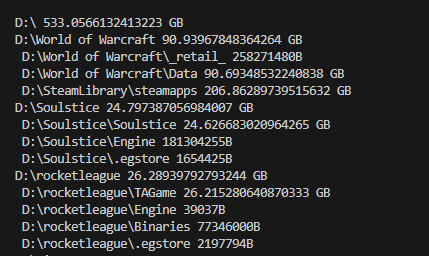 D:\ 533.0566132413223 GB
D:\World of Warcraft 90.93967848364264 GB
D:\World of Warcraft\_retail_ 258271480B
D:\World of Warcraft\Data 90.69348532240838 GB
D:\SteamLibrary\steamapps 206.86289739515632 GB
D:\Soulstice 24.797387056984007 GB
D:\Soulstice\Soulstice 24.626683020964265 GB
D:\Soulstice\Engine 181304255B
D:\Soulstice\.egstore 1654425B
D:\rocketleague 26.28939792793244 GB
D:\rocketleague\TAGame 26.215280640870333 GB
D:\rocketleague\Engine 39037B
D:\rocketleague\Binaries 77346000B
D:\rocketleague\.egstore 2197794B